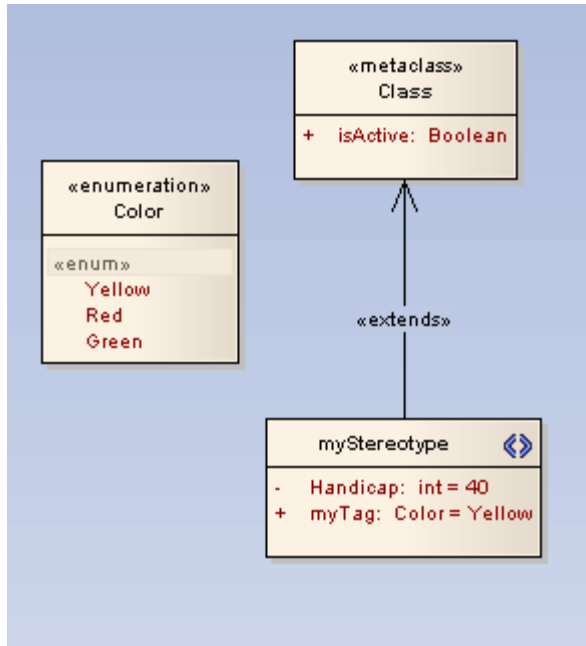 «metaclass»
Class
+ isActive: Boolean
«enumeration»
Color
«enum»
Yellow
Red
Green
«extends»
myStereotype
- Handicap: int = 40
+ myTag: Color = Yellow